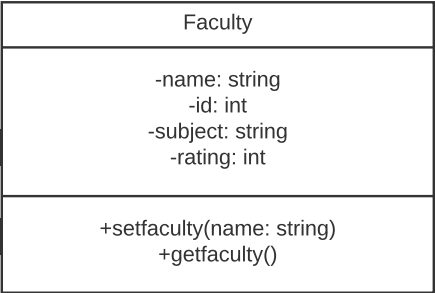 Faculty
-name: string
-id: int
-subject: string
-rating: int
+setfaculty(name: string)
+getfaculty()